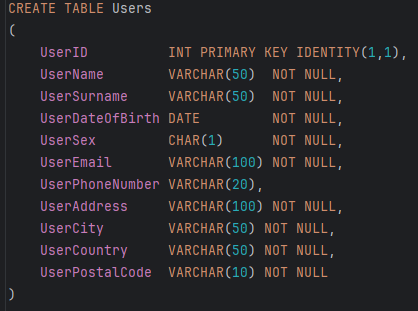 CREATE TABLE Users
(
    UserID          INT PRIMARY KEY IDENTITY(1,1),
    UserName        VARCHAR(50)  NOT NULL,
    UserSurname     VARCHAR(50)  NOT NULL,
    UserDateOfBirth DATE         NOT NULL,
    UserSex         CHAR(1)      NOT NULL,
    UserEmail       VARCHAR(100) NOT NULL,
    UserPhoneNumber VARCHAR(20),
    UserAddress     VARCHAR(100) NOT NULL,
    UserCity        VARCHAR(50) NOT NULL,
    UserCountry     VARCHAR(50) NOT NULL,
    UserPostalCode  VARCHAR(10) NOT NULL
)